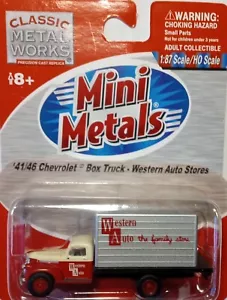 CLASSIC
METAL
WORKS
PRECISION CAST REPLICA
8+
WARNING:
CHOKING HAZARD
Small Parts
Not for children under 3 years
ADULT COLLECTIBLE
1:87 Scale/HO Scale
Mini
Metals
'41/46 Chevrolet Box Truck - Western Auto Stores
Western
Auto the family store
Western
Auto